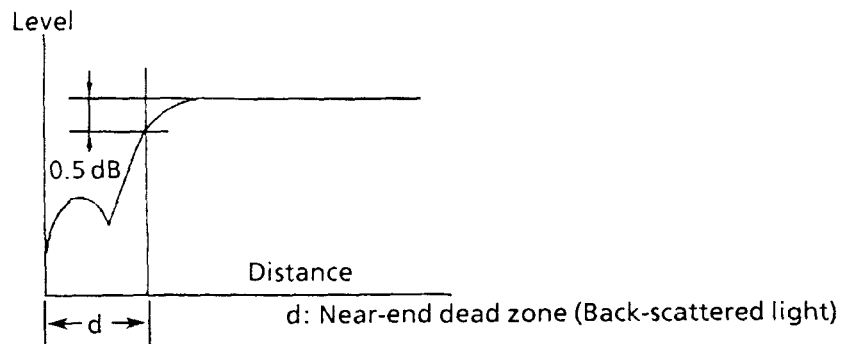 Level
0.5 dB
Distance
d
d: Near-end dead zone (Back-scattered light)